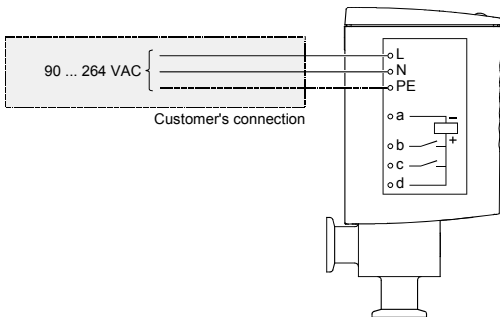 L
90 ... 264 VAC
N
PE
Customer's connection
a
−
+
b
c
d